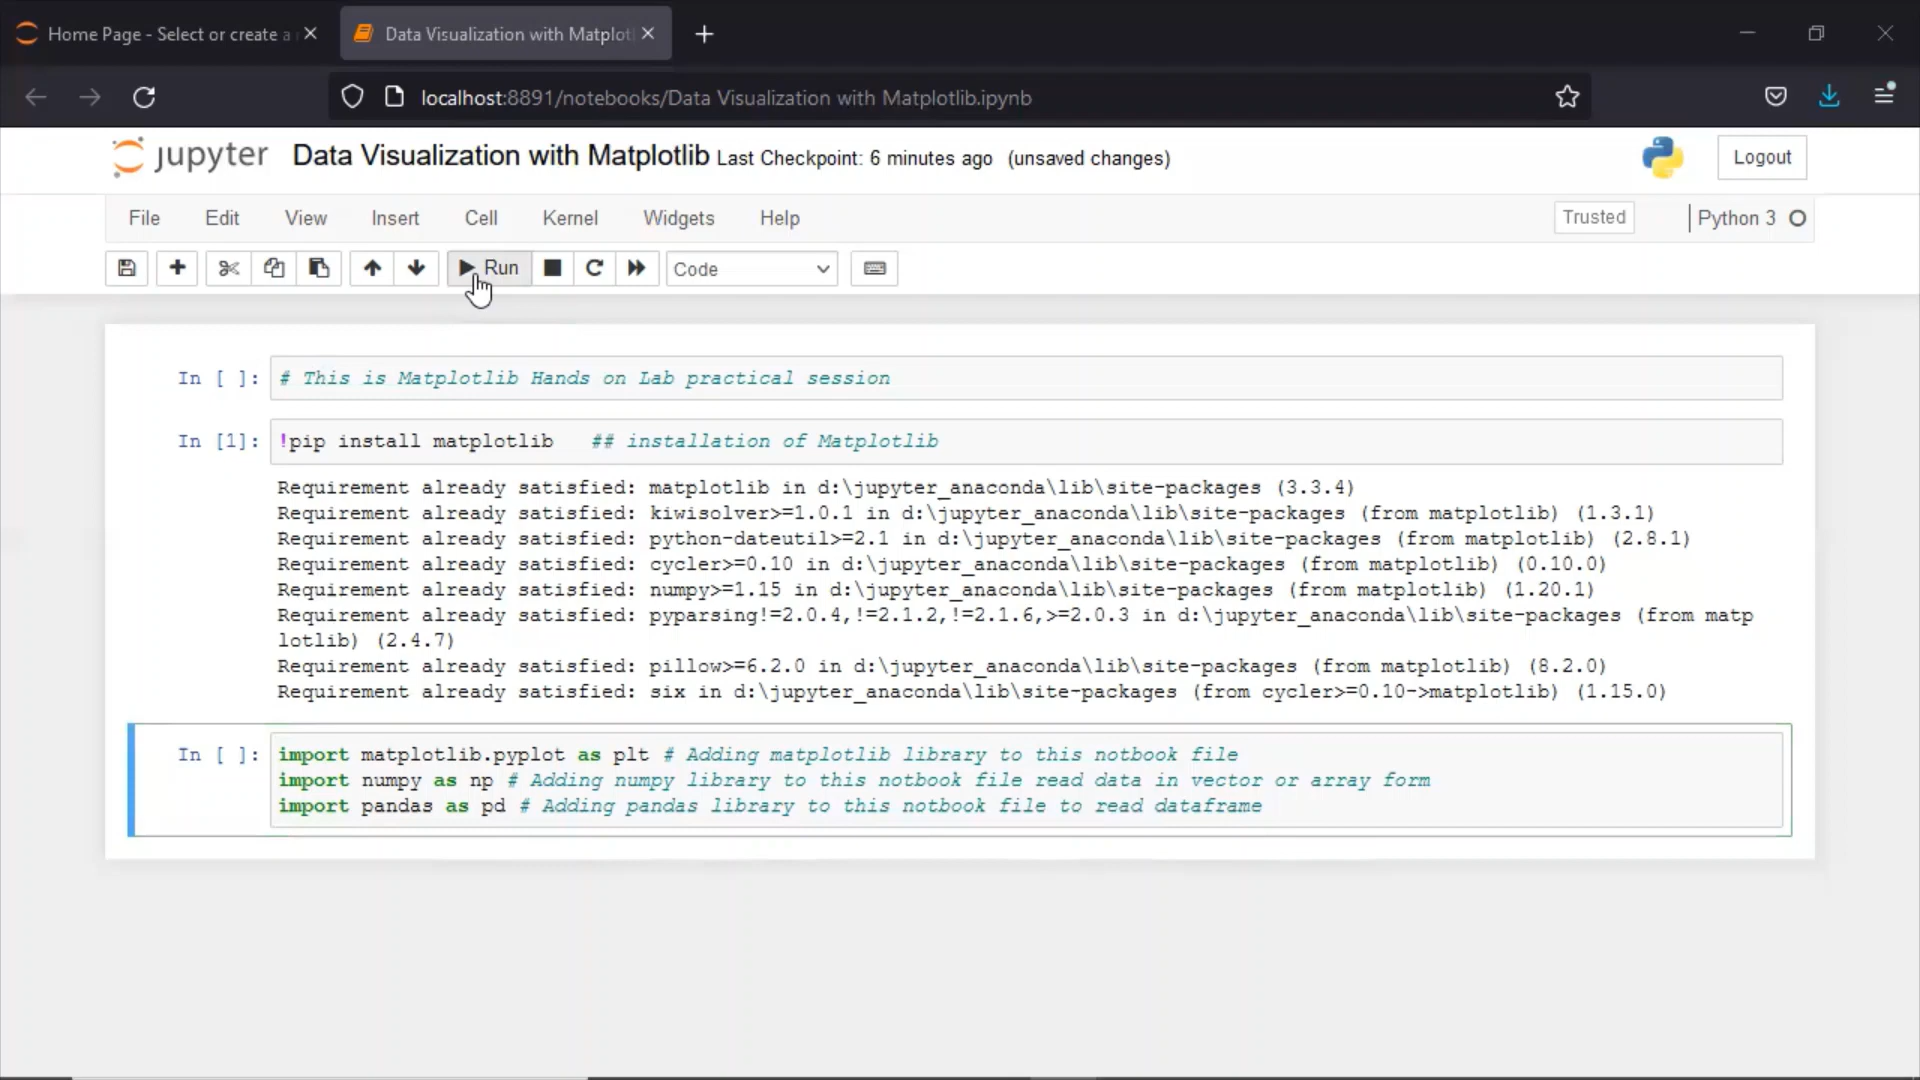 Home Page - Select or create a
Data Visualization with Matplotl
localhost:8891/notebooks/Data Visualization with Matplotlib.ipynb
jupyter Data Visualization with Matplotlib Last Checkpoint: 6 minutes ago (unsaved changes)
Logout
File Edit View Insert Cell Kernel Widgets Help Trusted Python 3
Run Code
In [ ]: # This is Matplotlib Hands on Lab practical session
In [1]: !pip install matplotlib ## installation of Matplotlib
Requirement already satisfied: matplotlib in d:\jupyter_anaconda\lib\site-packages (3.3.4)
Requirement already satisfied: kiwisolver>=1.0.1 in d:\jupyter_anaconda\lib\site-packages (from matplotlib) (1.3.1)
Requirement already satisfied: python-dateutil>=2.1 in d:\jupyter_anaconda\lib\site-packages (from matplotlib) (2.8.1)
Requirement already satisfied: cycler>=0.10 in d:\jupyter_anaconda\lib\site-packages (from matplotlib) (0.10.0)
Requirement already satisfied: numpy>=1.15 in d:\jupyter_anaconda\lib\site-packages (from matplotlib) (1.20.1)
Requirement already satisfied: pyparsing!=2.0.4,!=2.1.2,!=2.1.6,>=2.0.3 in d:\jupyter_anaconda\lib\site-packages (from matp
lotlib) (2.4.7)
Requirement already satisfied: pillow>=6.2.0 in d:\jupyter_anaconda\lib\site-packages (from matplotlib) (8.2.0)
Requirement already satisfied: six in d:\jupyter_anaconda\lib\site-packages (from cycler>=0.10->matplotlib) (1.15.0)
In [ ]: import matplotlib.pyplot as plt # Adding matplotlib library to this notbook file
import numpy as np # Adding numpy library to this notbook file read data in vector or array form
import pandas as pd # Adding pandas library to this notbook file to read dataframe